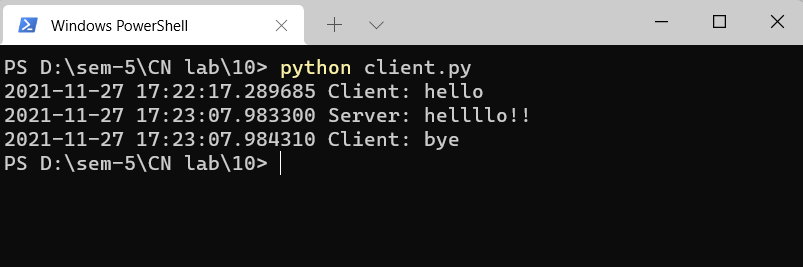 Windows PowerShell
PS D:\sem-5\CN lab\10> python client.py
2021-11-27 17:22:17.289685 Client: hello
2021-11-27 17:23:07.983300 Server: hellllo!!
2021-11-27 17:23:07.984310 Client: bye
PS D:\sem-5\CN lab\10>